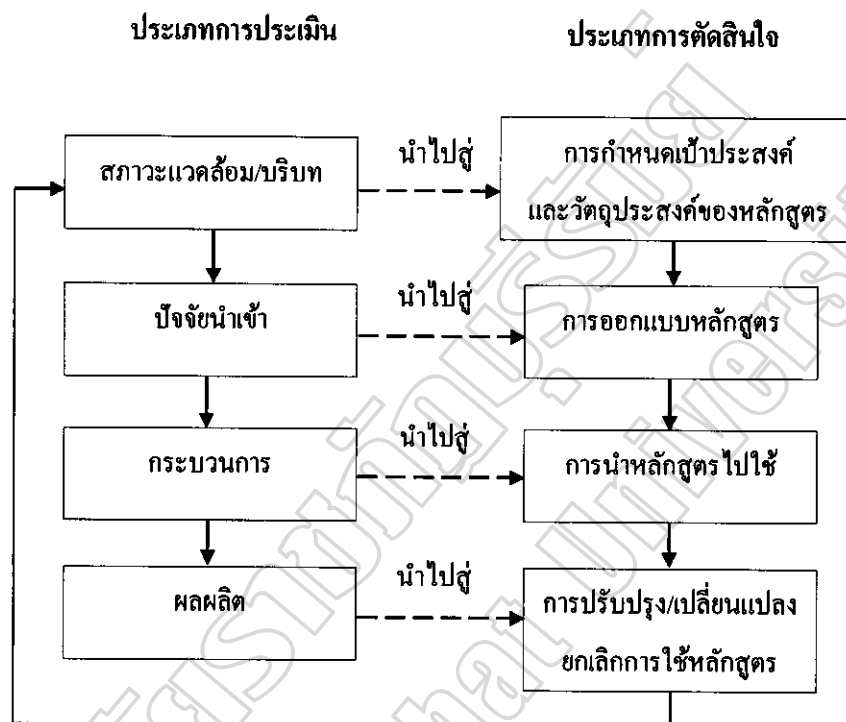 ประเภทการประเมิน
ประเภทการตัดสินใจ
สภาวะแวดล้อม/บริบท
นำไปสู่
การกำหนดเป้าประสงค์
และวัตถุประสงค์ของหลักสูตร
ปัจจัยนำเข้า
นำไปสู่
การออกแบบหลักสูตร
กระบวนการ
นำไปสู่
การนำหลักสูตรไปใช้
ผลผลิต
นำไปสู่
การปรับปรุง/เปลี่ยนแปลง
ยกเลิกการใช้หลักสูตร